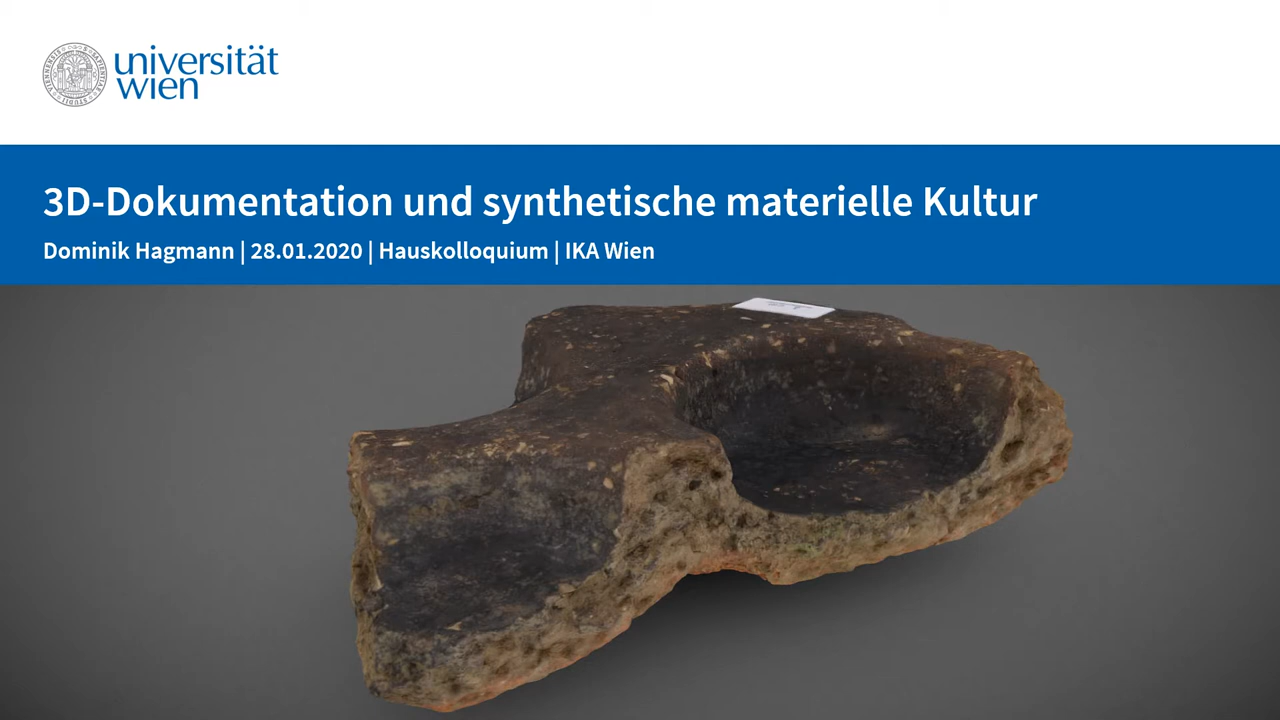 universität
wien
3D-Dokumentation und synthetische materielle Kultur
Dominik Hagmann | 28.01.2020 | Hauskolloquium | IKA Wien